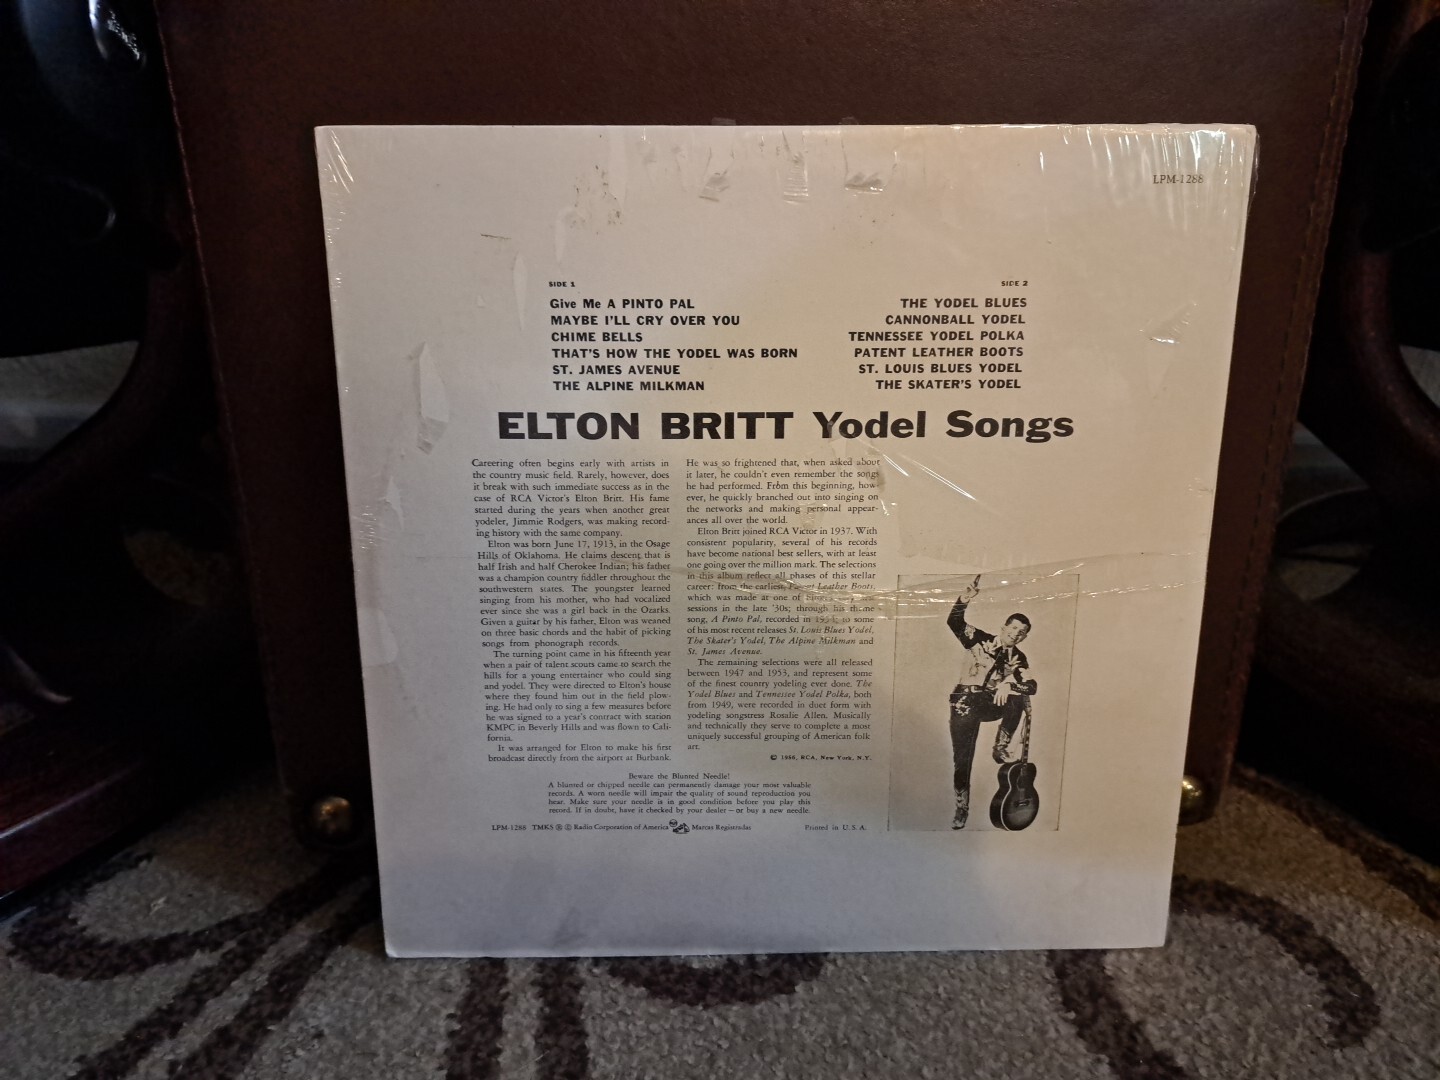 LPM-1288
SIDE 1
Give Me A PINTO PAL
MAYBE I'LL CRY OVER YOU
CHIME BELLS
THAT'S HOW THE YODEL WAS BORN
ST. JAMES AVENUE
THE ALPINE MILKMAN
SIDE 2
THE YODEL BLUES
CANNONBALL YODEL
TENNESSEE YODEL POLKA
PATENT LEATHER BOOTS
ST. LOUIS BLUES YODEL
THE SKATER'S YODEL
ELTON BRITT Yodel Songs
Careering often begins early with artists in
the country music field. Rarely, however, does
it break with such immediate success as in the
case of RCA Victor's Elton Britt. His fame
started during the years when another great
yodeler, Jimmie Rodgers, was making record-
ing history with the same company.
Elton was born June 17, 1913, in the Osage
Hills of Oklahoma. He claims descent that is
half Irish and half Cherokee Indian; his father
was a champion country fiddler throughout the
southwestern states. The youngster learned
singing from his mother, who had vocalized
ever since she was a girl back in the Ozarks.
Given a guitar by his father, Elton was weaned
on three basic chords and the habit of picking
songs from phonograph records.
The turning point came in his fifteenth year
when a pair of talent scouts came to search the
hills for a young entertainer who could sing
and yodel. They were directed to Elton's house
where they found him out in the field plow-
ing. He had only to sing a few measures before
he was signed to a year's contract with station
KMPC in Beverly Hills and was flown to Cali-
fornia.
It was arranged for Elton to make his first
broadcast directly from the airport at Burbank.
He was so frightened that, when asked about
it later, he couldn't even remember the songs
he had performed. From this beginning, how-
ever, he quickly branched out into singing on
the networks and making personal appear-
ances all over the world.
Elton Britt joined RCA Victor in 1937. With
consistent popularity, several of his records
have become national best sellers, with at least
one going over the million mark. The selections
in this album reflect all phases of this stellar
career: from the earliest, Patent Leather Boots,
which was made at one of
sessions in the late '30s; through his theme
song, A Pinto Pal, recorded in 1954; to some
of his most recent releases St. Louis Blues Yodel,
The Skater's Yodel, The Alpine Milkman and
St. James Avenue.
The remaining selections were all released
between 1947 and 1953, and represent some
of the finest country yodeling ever done. The
Yodel Blues and Tennessee Yodel Polka, both
from 1949, were recorded in duet form with
yodeling songstress Rosalie Allen. Musically
and technically they serve to complete a most
uniquely successful grouping of American folk
art.
© 1956, RCA, New York, N.Y.
Beware the Blunted Needle!
A blunted or chipped needle can permanently damage your most valuable
records. A worn needle will impair the quality of sound reproduction you
hear. Make sure your needle is in good condition before you play this
record. If in doubt, have it checked by your dealer—or buy a new needle.
LPM-1288 TMKS ® © Radio Corporation of America Marcas Registradas Printed in U.S.A.